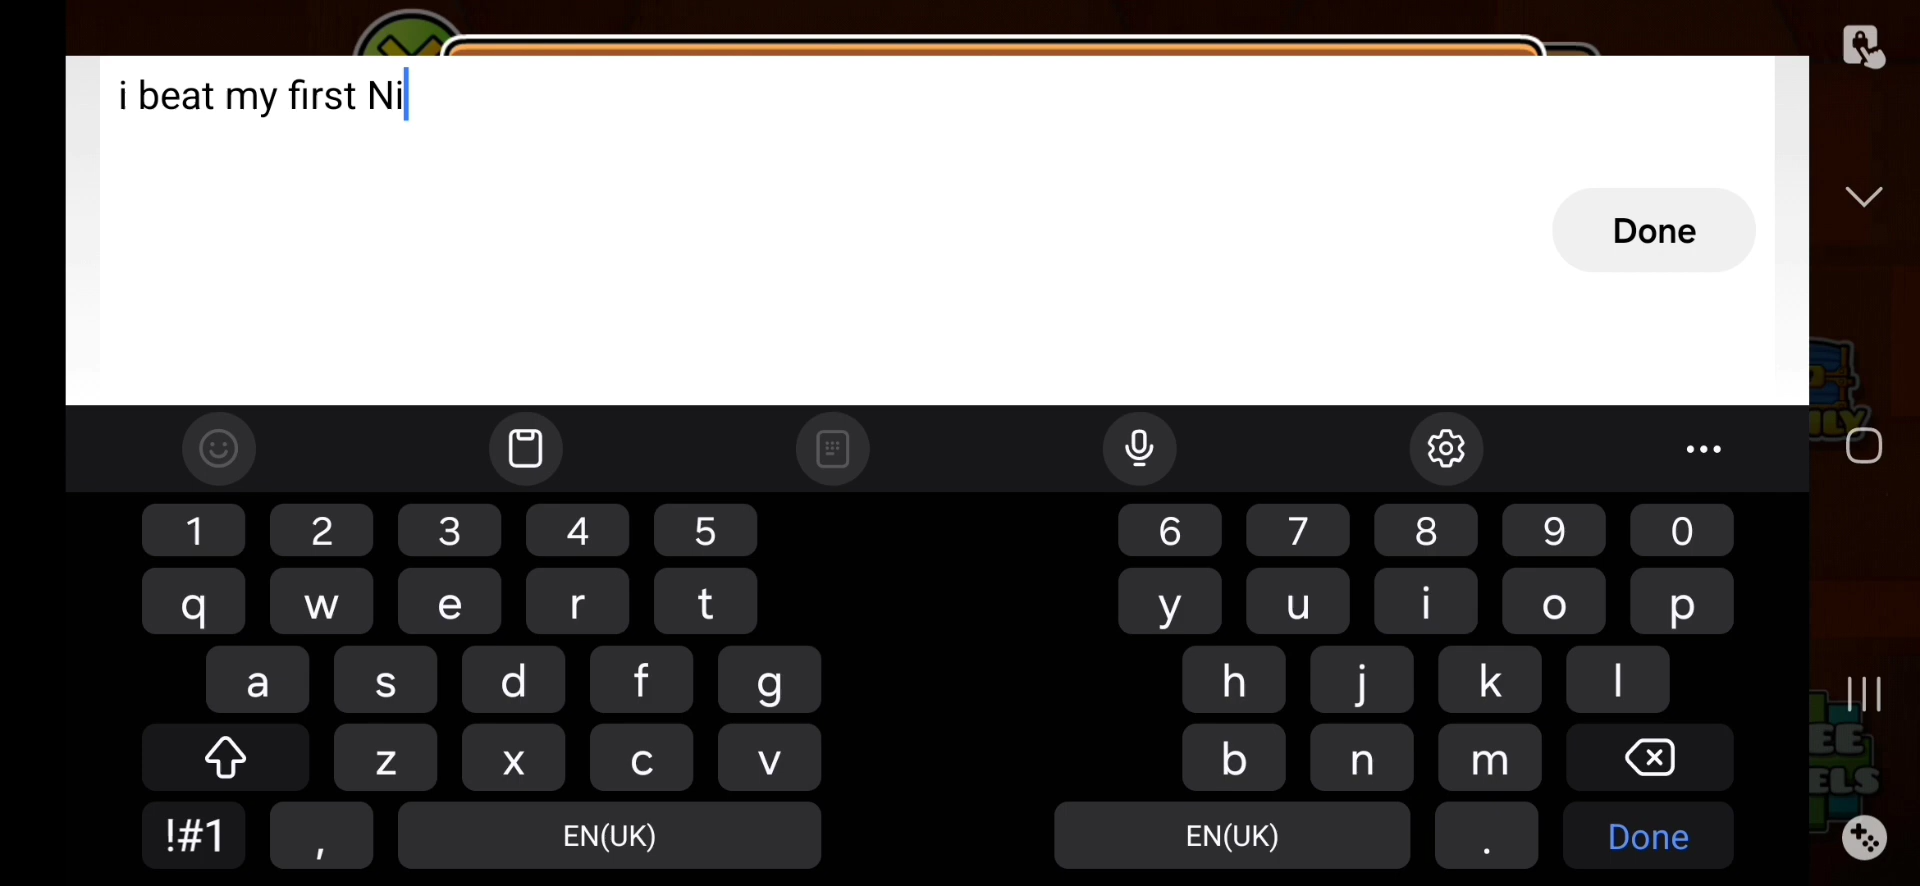 i beat my first Ni
Done
1 2 3 4 5 6 7 8 9 0
q w e r t y u i o p
a s d f g h j k l
z x c v b n m
!#1 , EN(UK) EN(UK) . Done